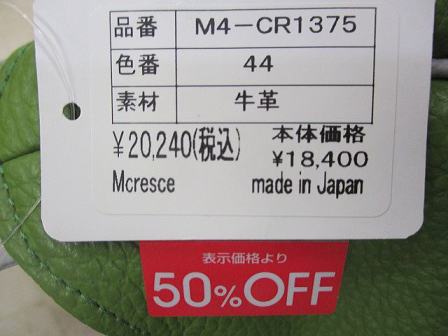 品番 M4-CR1375
色番 44
素材 牛革
¥20,240(税込) 本体価格
¥18,400
Mcresce made in Japan
表示価格より
50%OFF